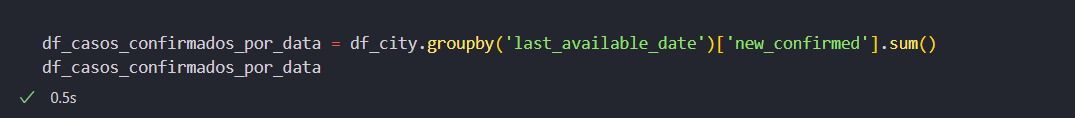 df_casos_confirmados_por_data = df_city.groupby('last_available_date')['new_confirmed'].sum()
df_casos_confirmados_por_data
0.5s